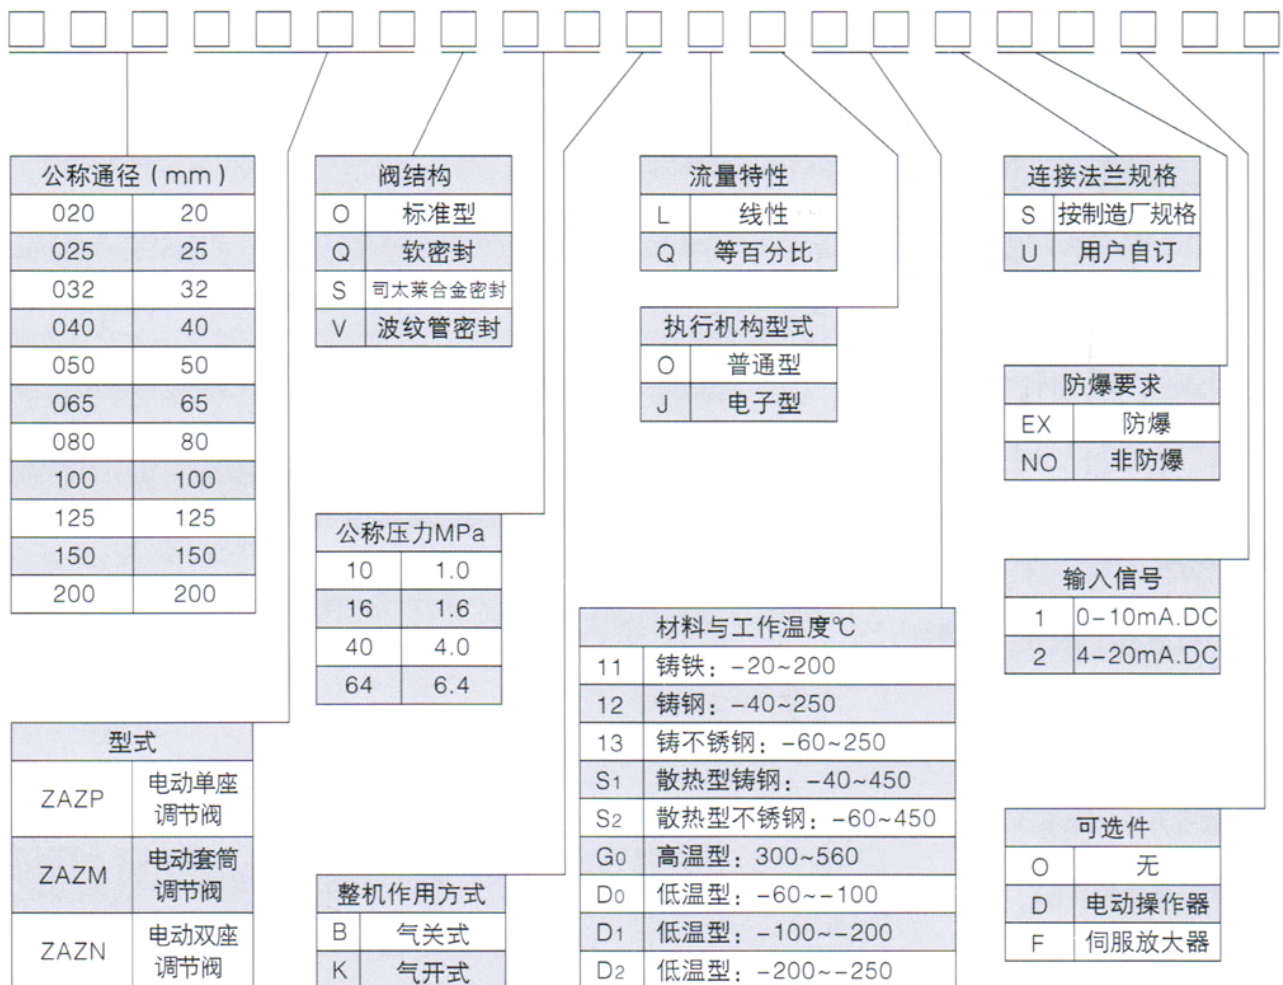 公称通径（mm）
020 20
025 25
032 32
040 40
050 50
065 65
080 80
100 100
125 125
150 150
200 200
型式
ZAZP 电动单座
调节阀
ZAZM 电动套筒
调节阀
ZAZN 电动双座
调节阀
阀结构
O 标准型
Q 软密封
S 司太莱合金密封
V 波纹管密封
公称压力MPa
10 1.0
16 1.6
40 4.0
64 6.4
整机作用方式
B 气关式
K 气开式
流量特性
L 线性
Q 等百分比
执行机构型式
O 普通型
J 电子型
材料与工作温度℃
11 铸铁：-20~200
12 铸钢：-40~250
13 铸不锈钢：-60~250
S1 散热型铸钢：-40~450
S2 散热型不锈钢：-60~450
G0 高温型：300~560
D0 低温型：-60~-100
D1 低温型：-100~-200
D2 低温型：-200~-250
连接法兰规格
S 按制造厂规格
U 用户自订
防爆要求
EX 防爆
NO 非防爆
输入信号
1 0-10mA.DC
2 4-20mA.DC
可选件
O 无
D 电动操作器
F 伺服放大器